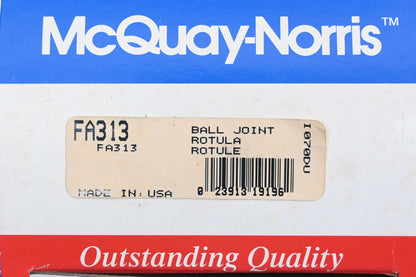 McQuay-Norris™
FA313
FA313
BALL JOINT
ROTULA
ROTULE
MADE IN: USA
0 23913 19196
I070DU
Outstanding Quality